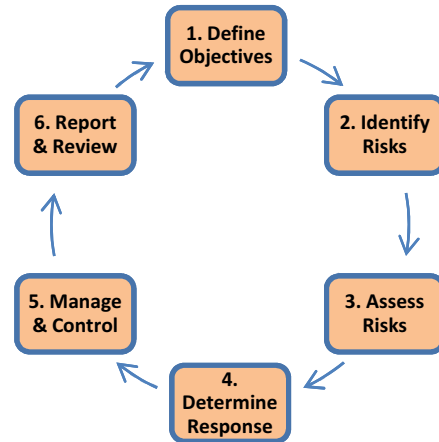 1. Define
Objectives
2. Identify
Risks
3. Assess
Risks
4.
Determine
Response
5. Manage
& Control
6. Report
& Review